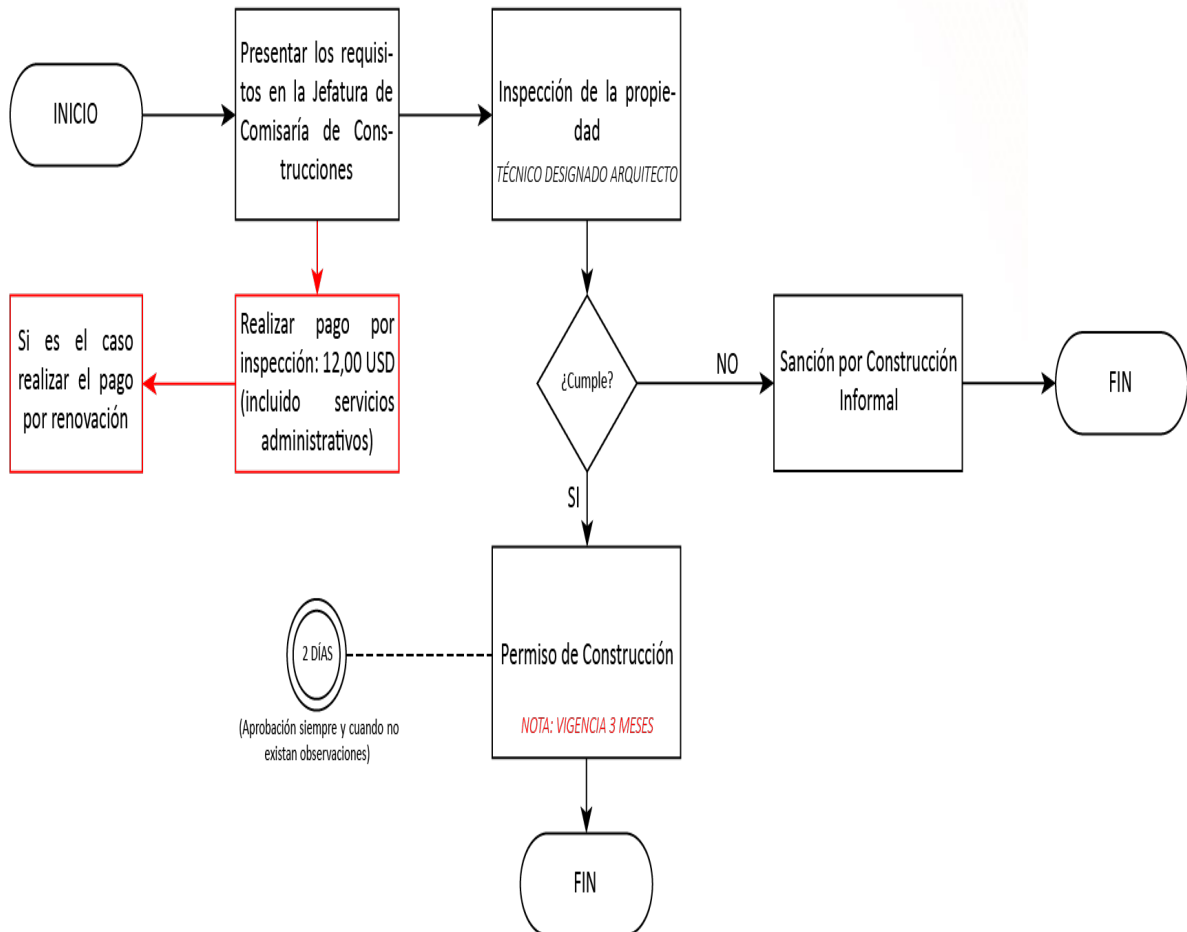 INICIO
Presentar los requisi-
tos en la Jefatura de
Comisaría de Cons-
trucciones
Inspección de la propie-
dad
TÉCNICO DESIGNADO ARQUITECTO
Si es el caso
realizar el pago
por renovación
Realizar pago por
inspección: 12,00 USD
(incluido servicios
administrativos)
¿Cumple?
NO
Sanción por Construcción
Informal
FIN
SI
2 DÍAS
(Aprobación siempre y cuando no
existan observaciones)
Permiso de Construcción
NOTA: VIGENCIA 3 MESES
FIN